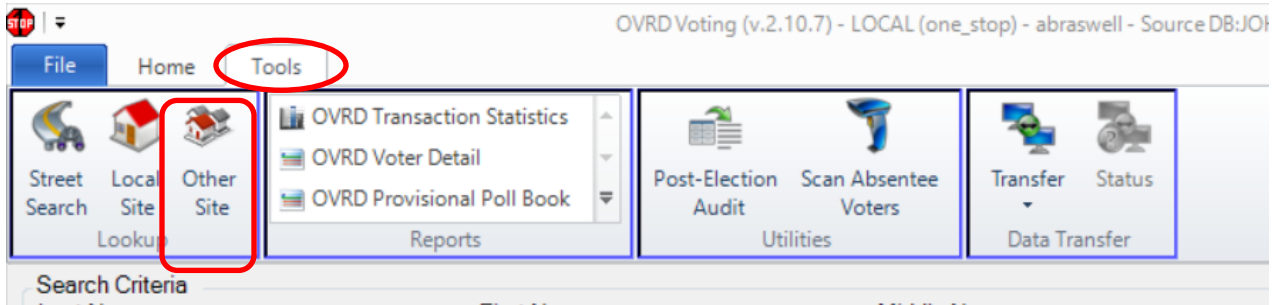 STOP
OVRD Voting (v.2.10.7) - LOCAL (one_stop) - abraswell - Source DB:JOH
File Home Tools
OVRD Transaction Statistics
OVRD Voter Detail
OVRD Provisional Poll Book
Street Search
Local Site
Other Site
Post-Election Audit
Scan Absentee Voters
Transfer
Status
Lookup
Reports
Utilities
Data Transfer
Search Criteria